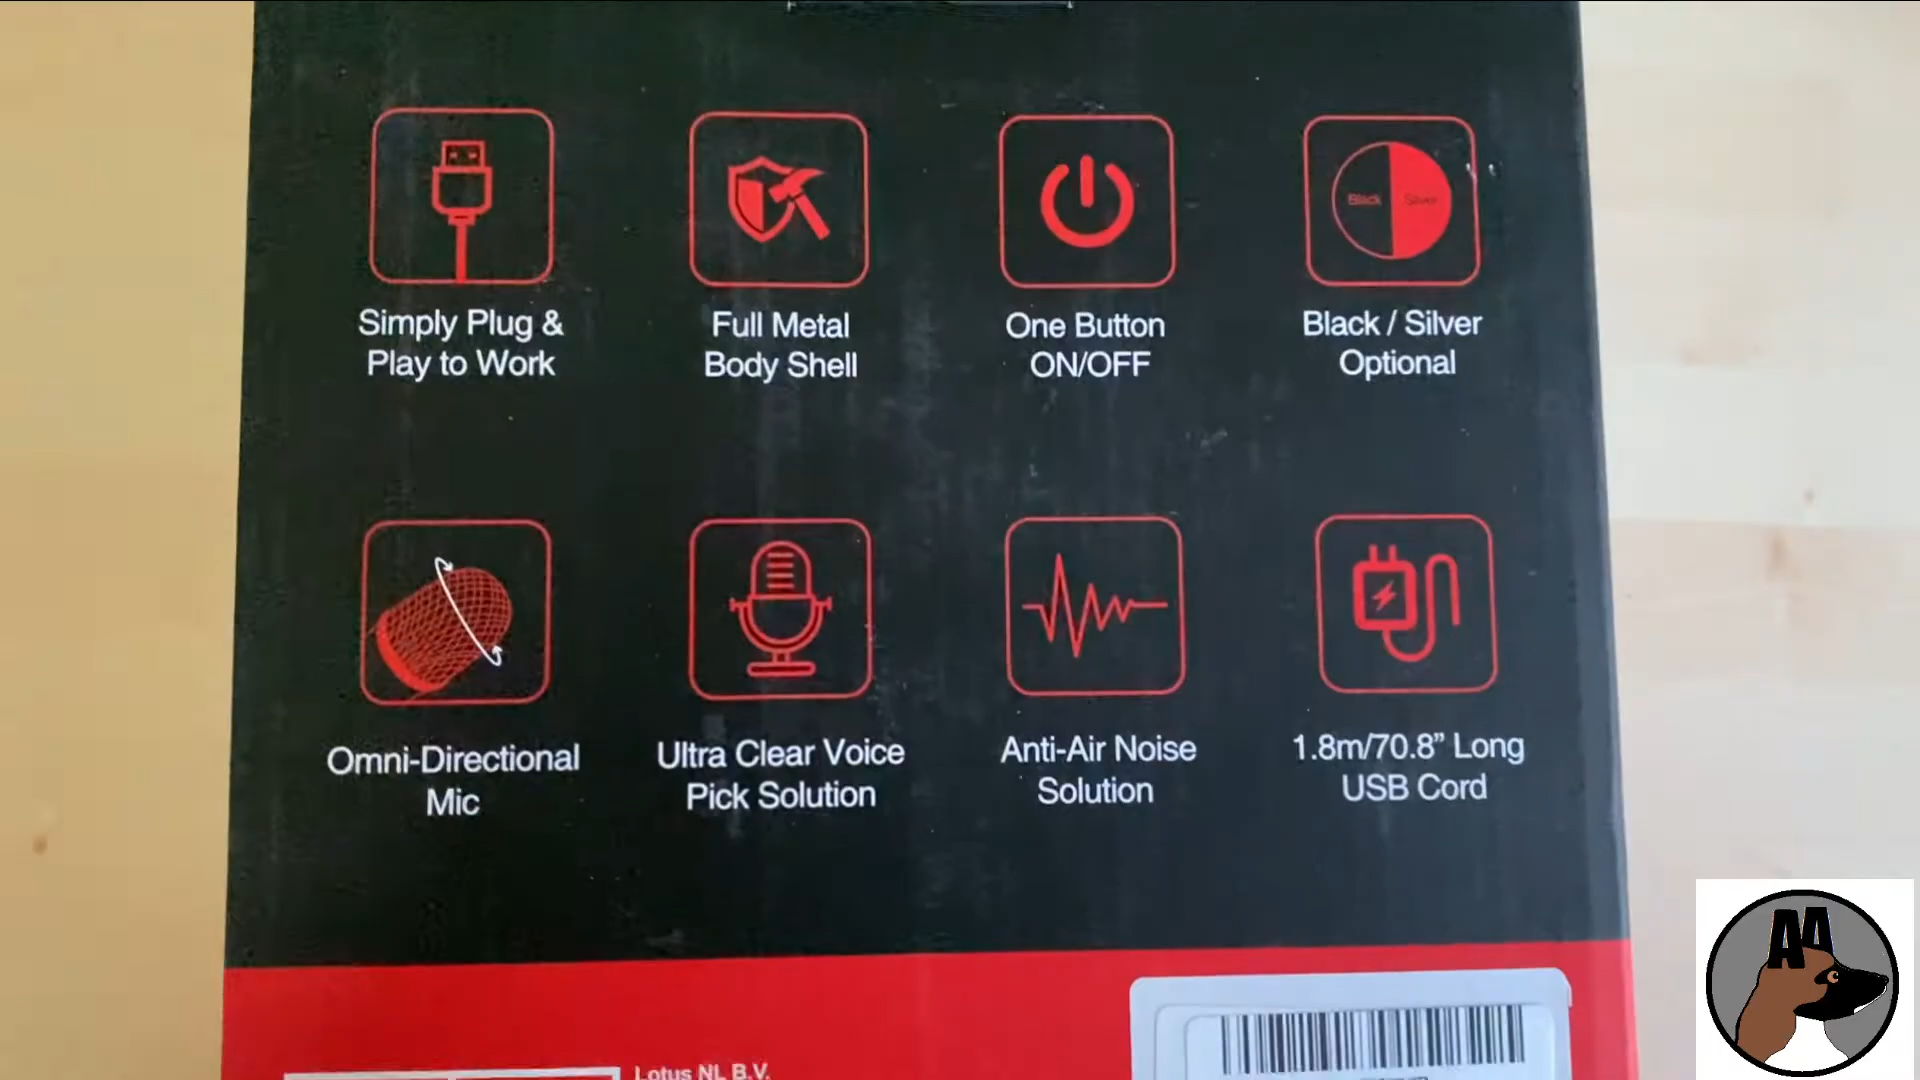 Black Silver
Simply Plug &
Play to Work
Full Metal
Body Shell
One Button
ON/OFF
Black / Silver
Optional
Omni-Directional
Mic
Ultra Clear Voice
Pick Solution
Anti-Air Noise
Solution
1.8m/70.8” Long
USB Cord
Lotus NL B.V.
AA